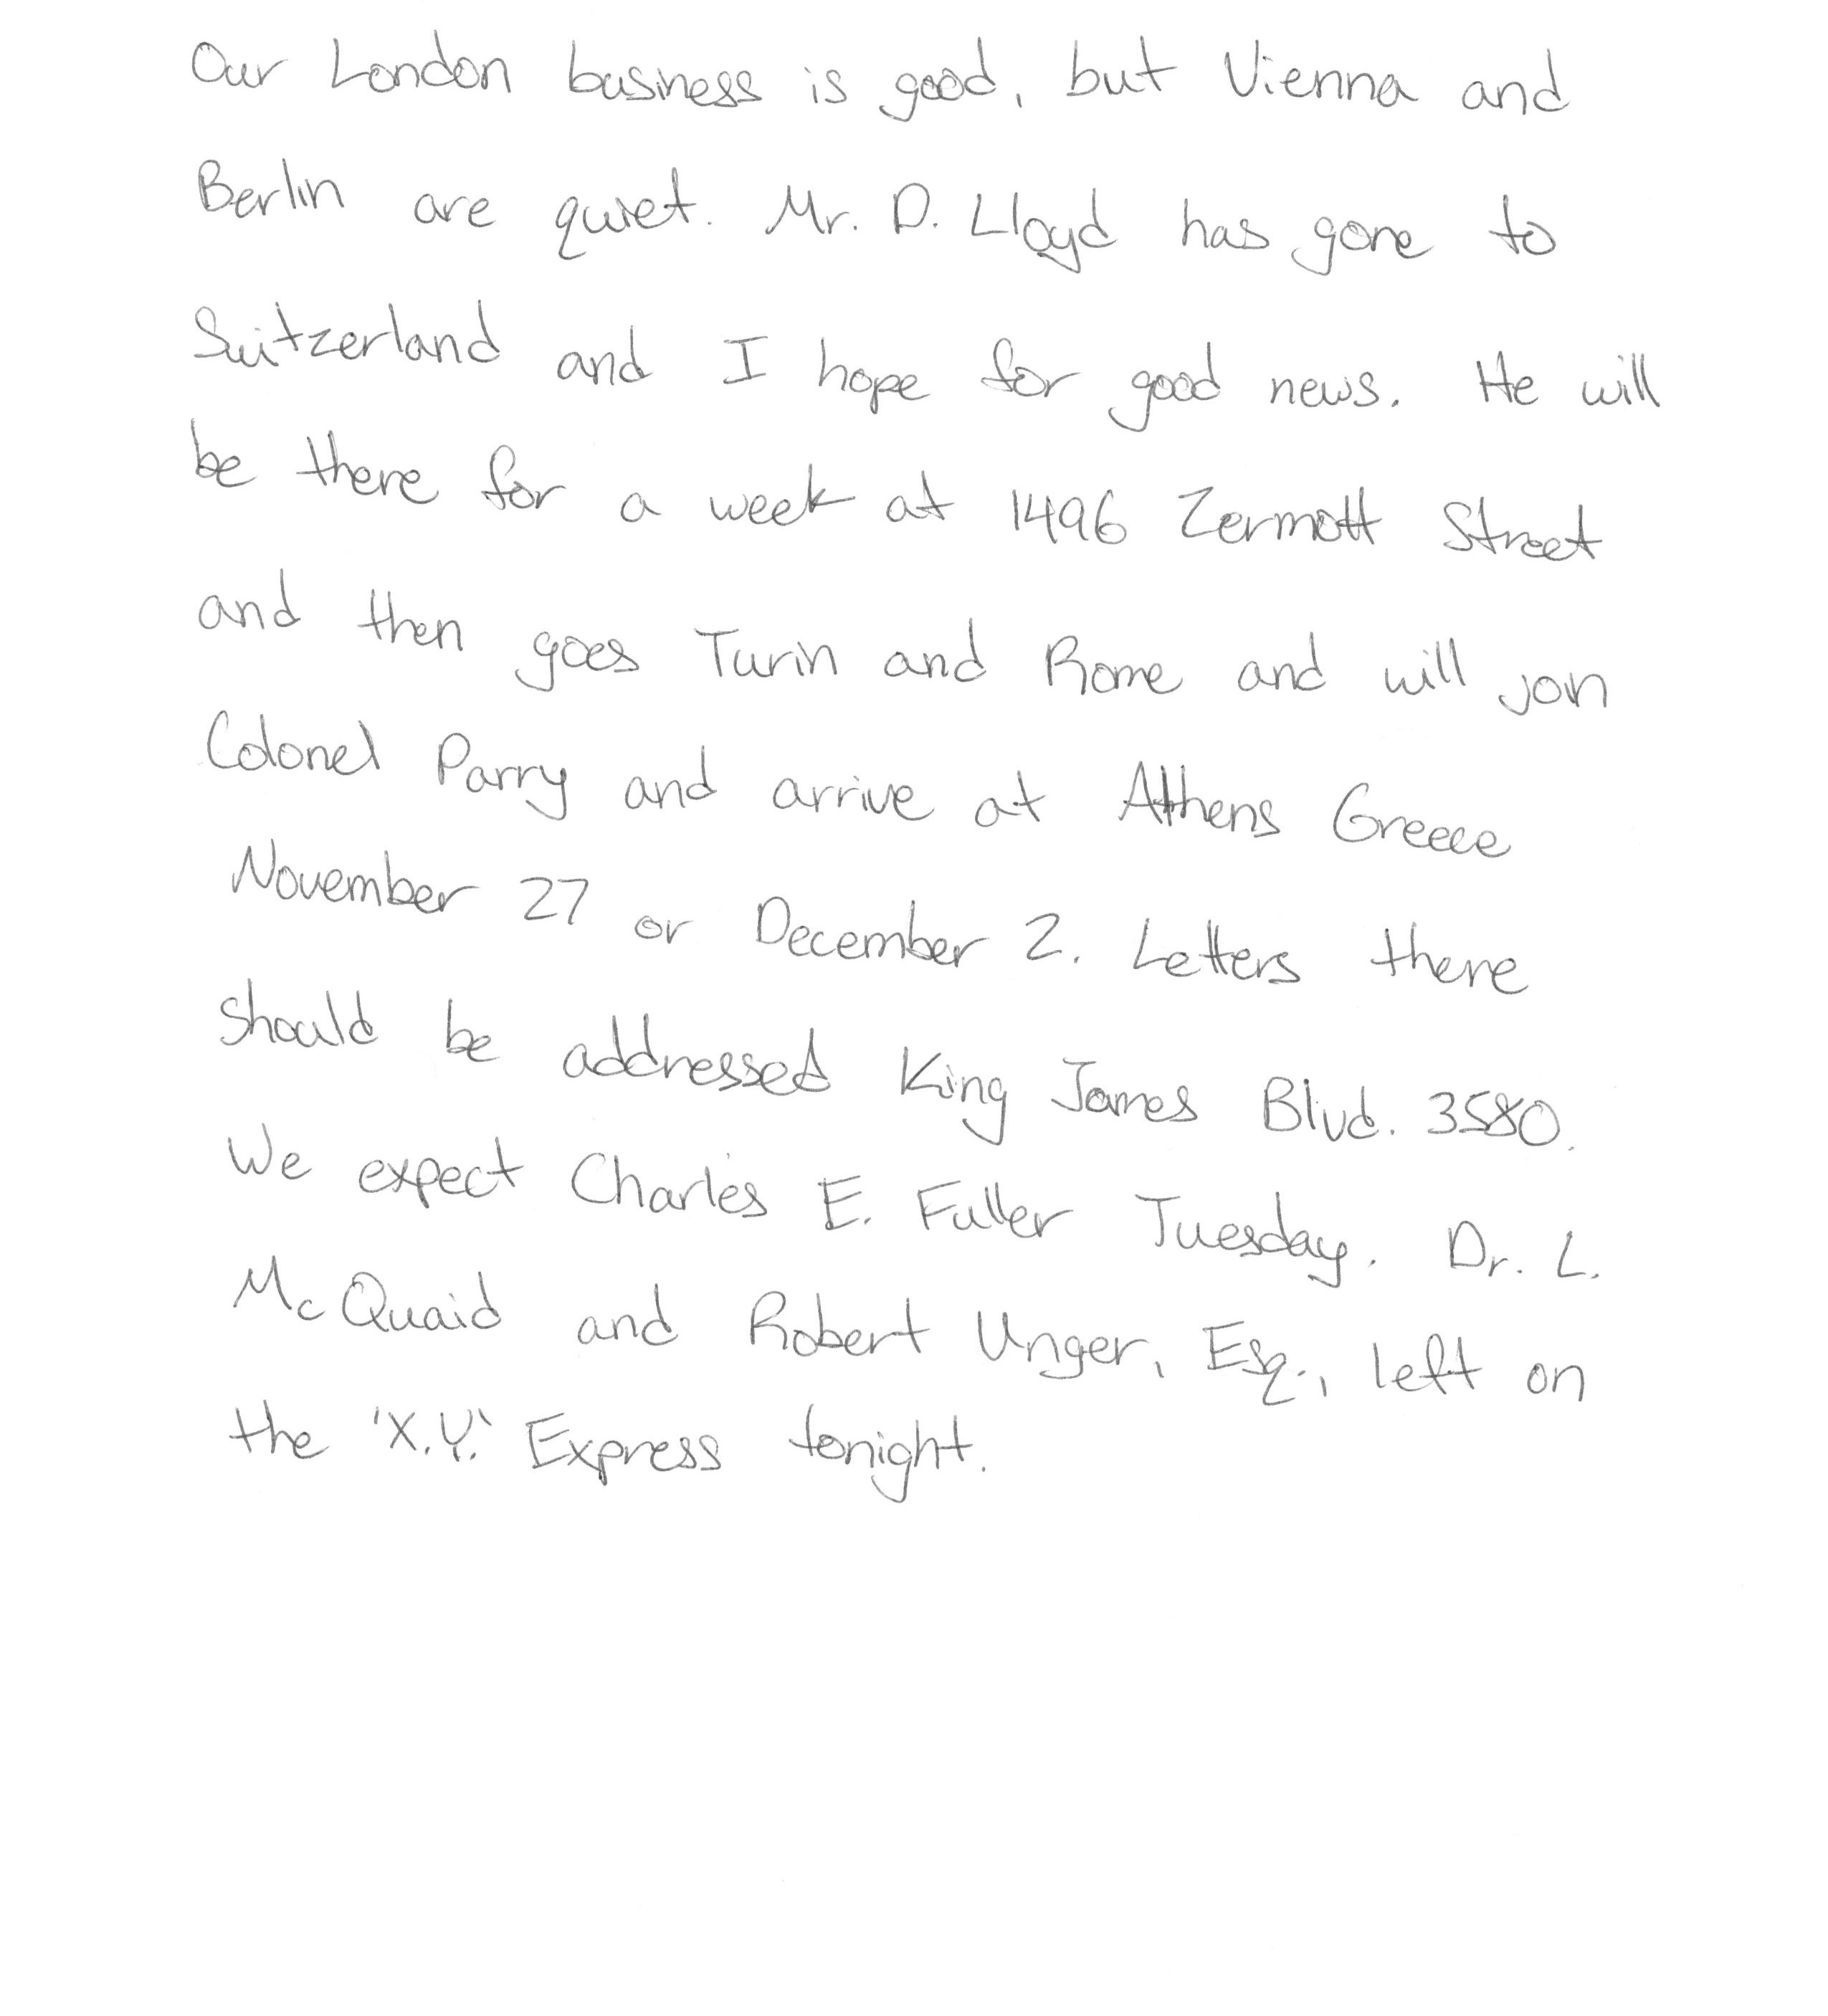 Our London business is good, but Vienna and
Berlin are quiet. Mr. D. Lloyd has gone to
Switzerland and I hope for good news. He will
be there for a week at 1496 Zermott Street
and then goes Turin and Rome and will join
Colonel Parry and arrive at Athens Greece
November 27 or December 2. Letters there
should be addressed King James Blvd. 3580.
We expect Charles E. Fuller Tuesday. Dr. L.
McQuaid and Robert Unger, Esq., left on
the 'X.Y.' Express tonight.